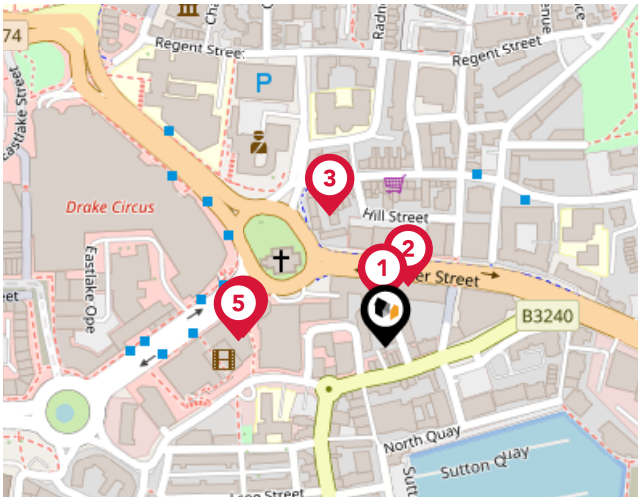 74
Regent Street
Regent Street
Eastlake Street
P
3
Drake Circus
Hill Street
2
1
er Street
Eastlake Ope
5
B3240
eet
North Quay
Sutton Quay
Sutt